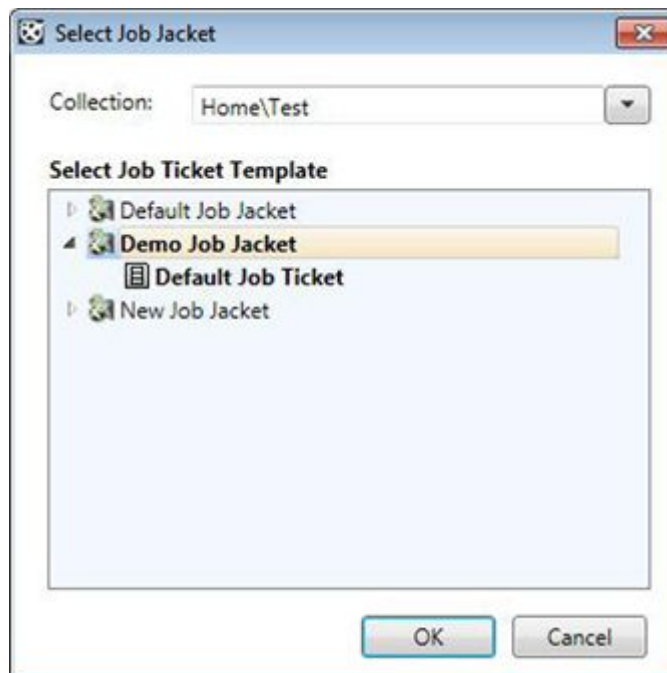 Select Job Jacket
Collection: Home\Test
Select Job Ticket Template
Default Job Jacket
Demo Job Jacket
Default Job Ticket
New Job Jacket
OK Cancel